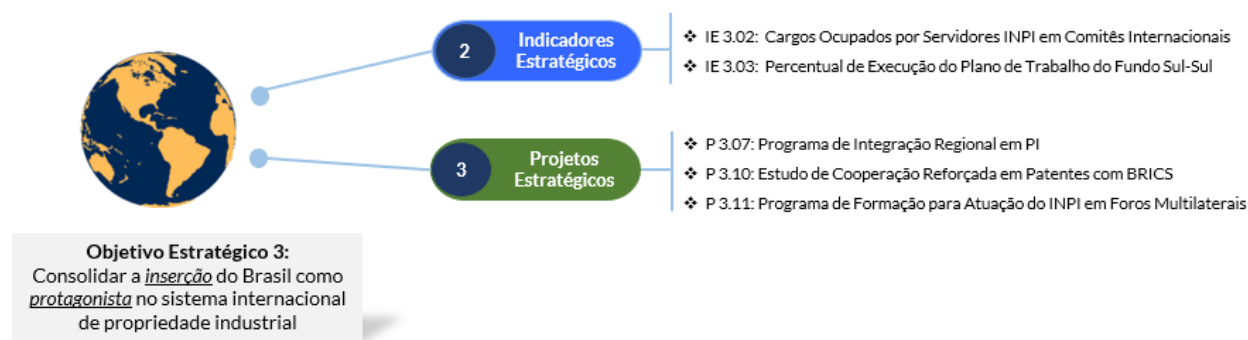 2
Indicadores
Estratégicos
❖ IE 3.02: Cargos Ocupados por Servidores INPI em Comitês Internacionais
❖ IE 3.03: Percentual de Execução do Plano de Trabalho do Fundo Sul-Sul
3
Projetos
Estratégicos
❖ P 3.07: Programa de Integração Regional em PI
❖ P 3.10: Estudo de Cooperação Reforçada em Patentes com BRICS
❖ P 3.11: Programa de Formação para Atuação do INPI em Foros Multilaterais
Objetivo Estratégico 3:
Consolidar a inserção do Brasil como
protagonista no sistema internacional
de propriedade industrial